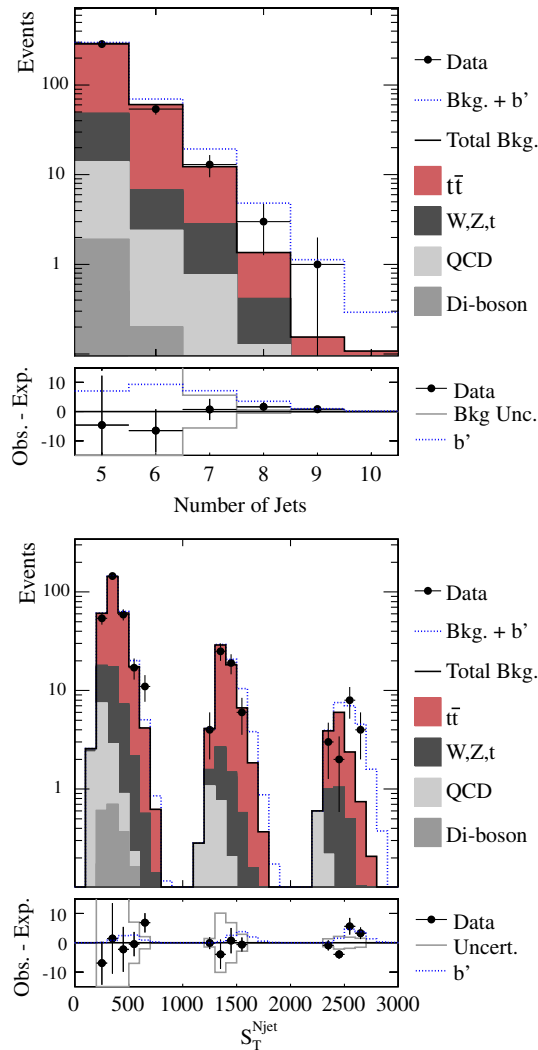 Events
100
10
1
Data
Bkg. + b’
Total Bkg.
tt̄
W,Z,t
QCD
Di-boson
Obs. - Exp.
10
0
-10
Data
Bkg Unc.
b’
5 6 7 8 9 10
Number of Jets
Events
100
10
1
Data
Bkg. + b’
Total Bkg.
tt̄
W,Z,t
QCD
Di-boson
Obs. - Exp.
10
0
-10
Data
Uncert.
b’
0 500 1000 1500 2000 2500 3000
S_T^Njet